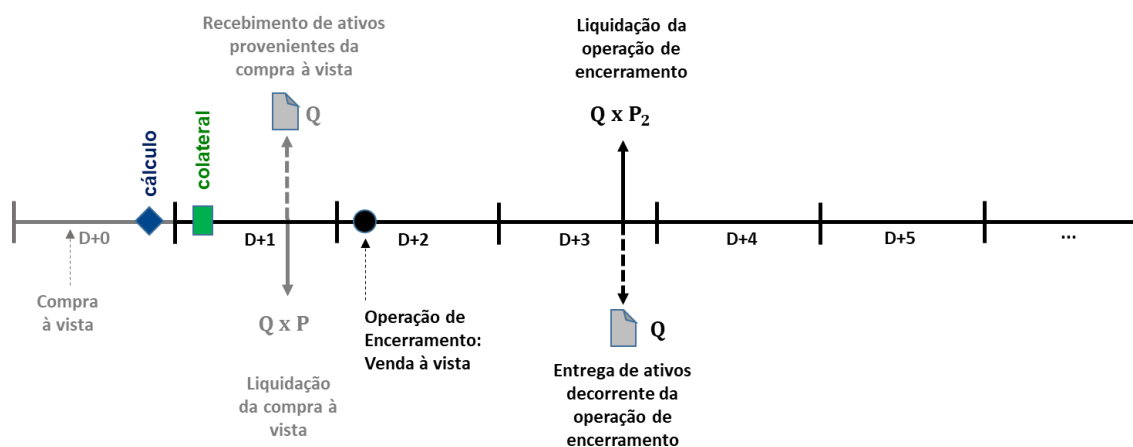 Recebimento de ativos
provenientes da
compra à vista
Q
Liquidação da
operação de
encerramento
Q x P₂
cálculo
colateral
D+0
D+1
D+2
D+3
D+4
D+5
...
Compra
à vista
Q x P
Liquidação
da compra à
vista
Operação de
Encerramento:
Venda à vista
Q
Entrega de ativos
decorrente da
operação de
encerramento